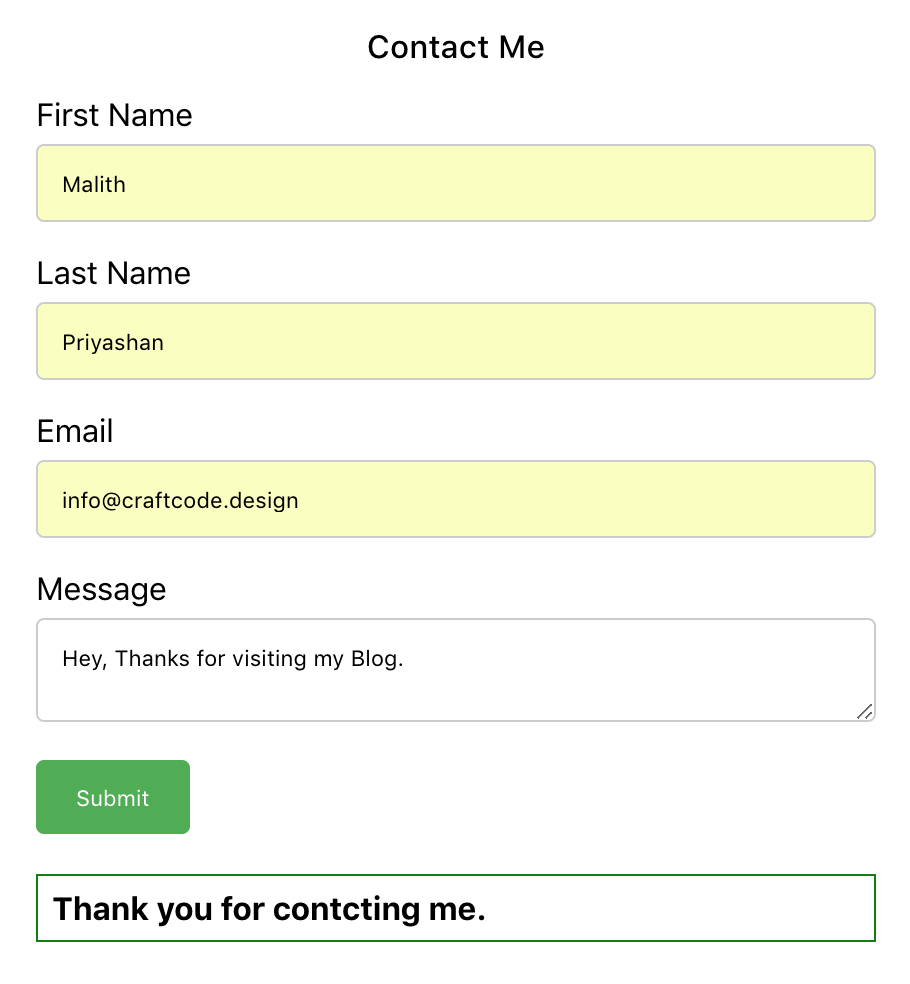 Contact Me
First Name
Malith
Last Name
Priyashan
Email
info@craftcode.design
Message
Hey, Thanks for visiting my Blog.
Submit
Thank you for contcting me.